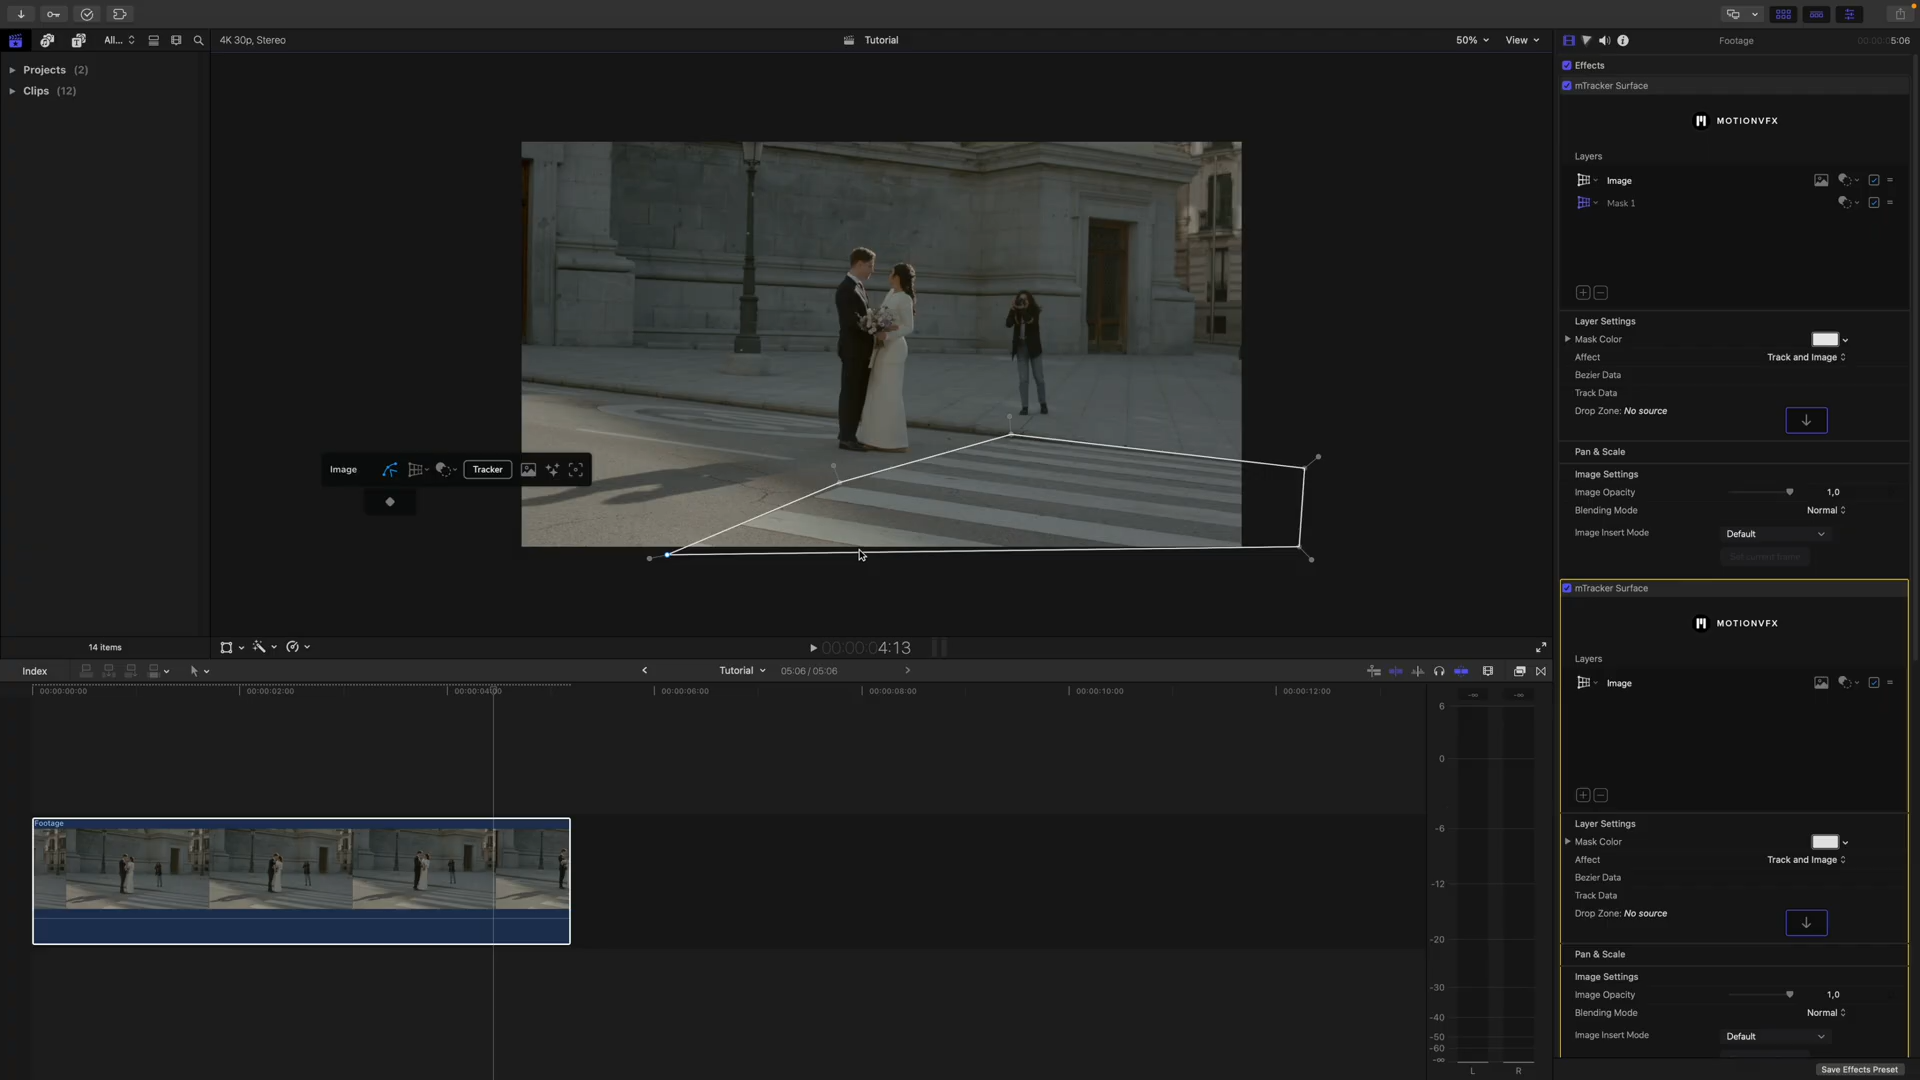 All...
4K 30p, Stereo
Tutorial
50%
View
Footage
00:00:05:06
Projects (2)
Clips (12)
Effects
mTracker Surface
MOTIONVFX
Layers
Image
Mask 1
Layer Settings
Mask Color
Affect
Track and Image
Bezier Data
Track Data
Drop Zone: No source
Pan & Scale
Image Settings
Image Opacity
1,0
Blending Mode
Normal
Image Insert Mode
Default
Set current frame
Image
Tracker
mTracker Surface
MOTIONVFX
Layers
Image
Layer Settings
Mask Color
Affect
Track and Image
Bezier Data
Track Data
Drop Zone: No source
Pan & Scale
Image Settings
Image Opacity
1,0
Blending Mode
Normal
Image Insert Mode
Default
Save Effects Preset
14 items
00:00:04:13
Index
Tutorial
05:06 / 05:06
00:00:00:00
00:00:02:00
00:00:04:00
00:00:06:00
00:00:08:00
00:00:10:00
00:00:12:00
Footage
-∞
-∞
6
0
-6
-12
-20
-30
-40
-50
-60
-∞
L
R